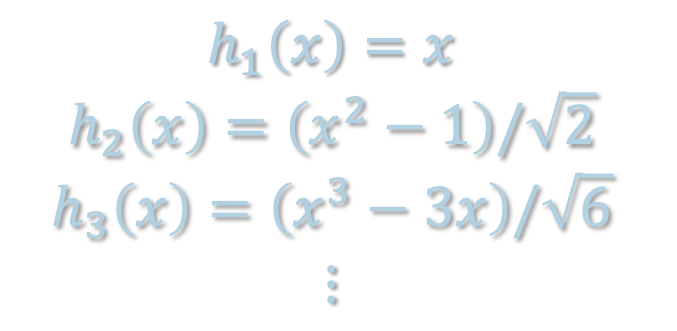 h₁(x) = x
h₂(x) = (x² − 1)/√2
h₃(x) = (x³ − 3x)/√6
⋮